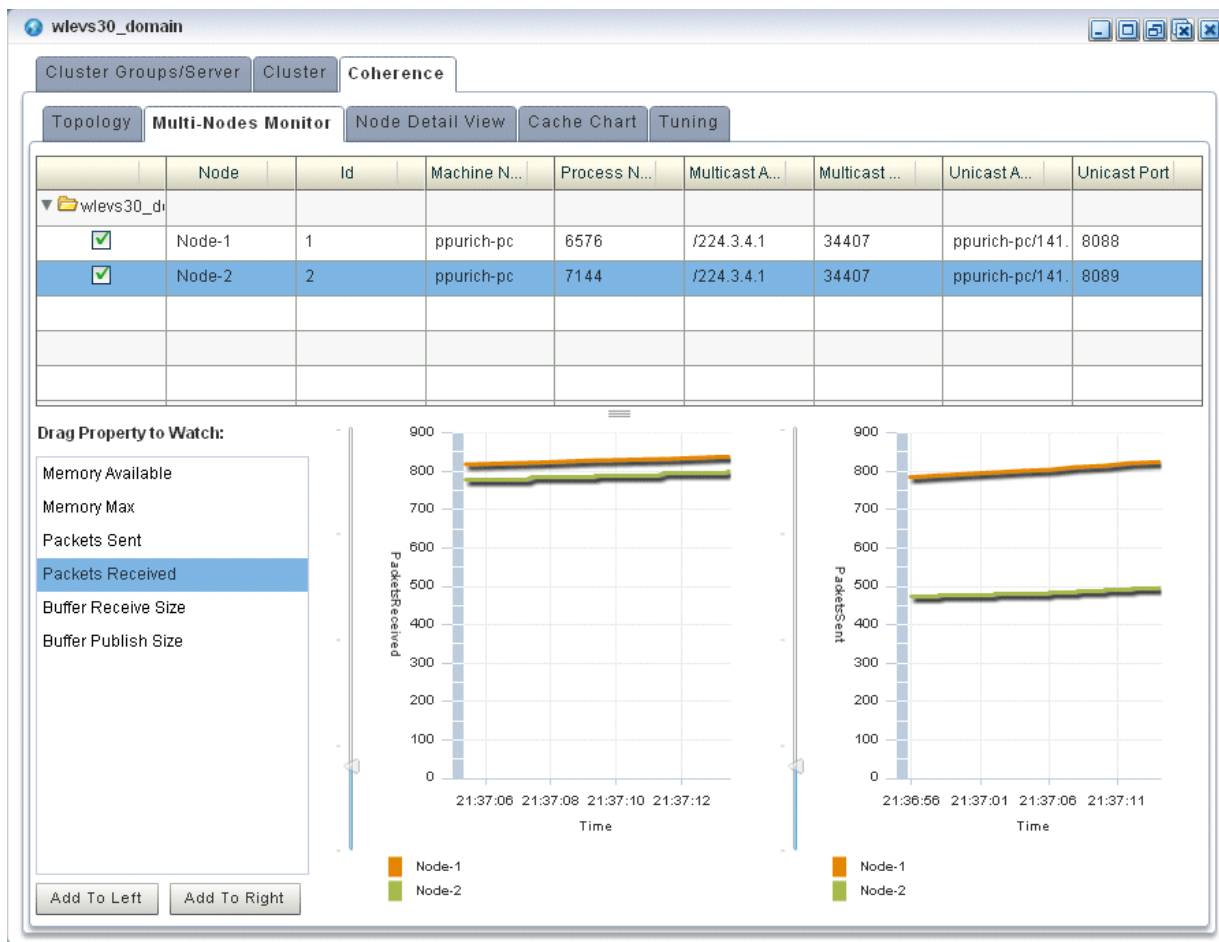 wlevs30_domain
Cluster Groups/Server Cluster Coherence
Topology Multi-Nodes Monitor Node Detail View Cache Chart Tuning
Node Id Machine N... Process N... Multicast A... Multicast ... Unicast A... Unicast Port
wlevs30_d
Node-1 1 ppurich-pc 6576 /224.3.4.1 34407 ppurich-pc/141. 8088
Node-2 2 ppurich-pc 7144 /224.3.4.1 34407 ppurich-pc/141. 8089
Drag Property to Watch:
Memory Available
Memory Max
Packets Sent
Packets Received
Buffer Receive Size
Buffer Publish Size
Add To Left Add To Right
900
800
700
600
500
400
300
200
100
0
PacketsReceived
21:37:06 21:37:08 21:37:10 21:37:12
Time
Node-1
Node-2
900
800
700
600
500
400
300
200
100
0
PacketsSent
21:36:56 21:37:01 21:37:06 21:37:11
Time
Node-1
Node-2